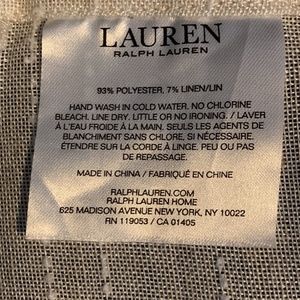 LAUREN
RALPH LAUREN
93% POLYESTER, 7% LINEN/LIN
HAND WASH IN COLD WATER. NO CHLORINE
BLEACH. LINE DRY. LITTLE OR NO IRONING. / LAVER
À L'EAU FROIDE À LA MAIN. SEULS LES AGENTS DE
BLANCHIMENT SANS CHLORE. SI NÉCESSAIRE.
ÉTENDRE SUR LA CORDE À LINGE. PEU OU PAS
DE REPASSAGE.
MADE IN CHINA / FABRIQUÉ EN CHINE
RALPHLAUREN.COM
RALPH LAUREN HOME
625 MADISON AVENUE NEW YORK, NY 10022
RN 119053 / CA 01405